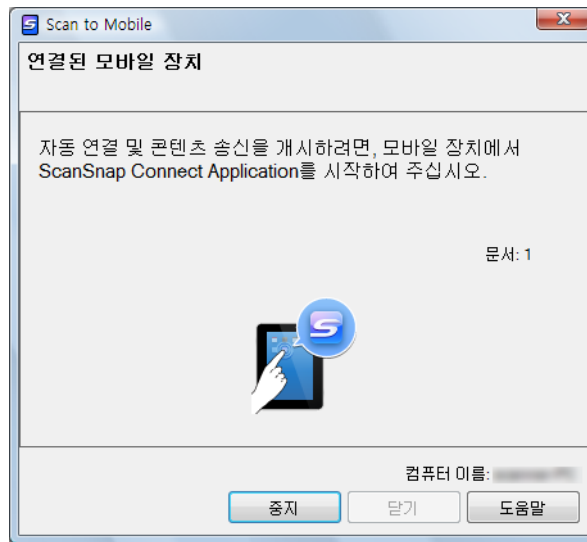 Scan to Mobile
연결된 모바일 장치
자동 연결 및 콘텐츠 송신을 개시하려면, 모바일 장치에서
ScanSnap Connect Application를 시작하여 주십시오.
문서: 1
컴퓨터 이름:
중지
닫기
도움말